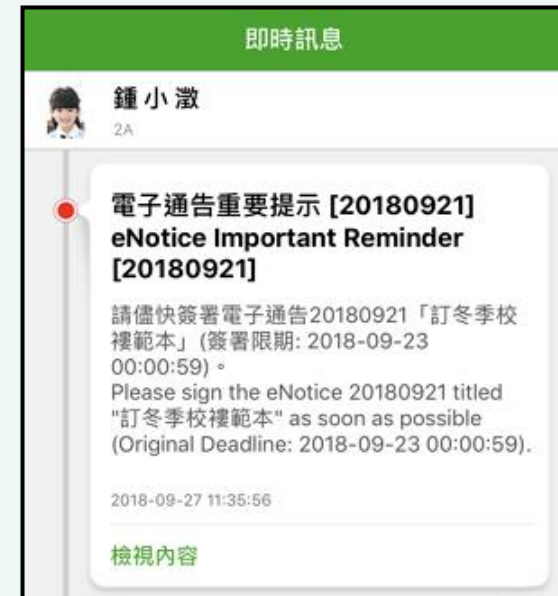 即時訊息
鍾小澂
2A
電子通告重要提示 [20180921]
eNotice Important Reminder
[20180921]
請儘快簽署電子通告20180921「訂冬季校
褸範本」(簽署限期: 2018-09-23
00:00:59)。
Please sign the eNotice 20180921 titled
"訂冬季校褸範本" as soon as possible
(Original Deadline: 2018-09-23 00:00:59).
2018-09-27 11:35:56
檢視內容